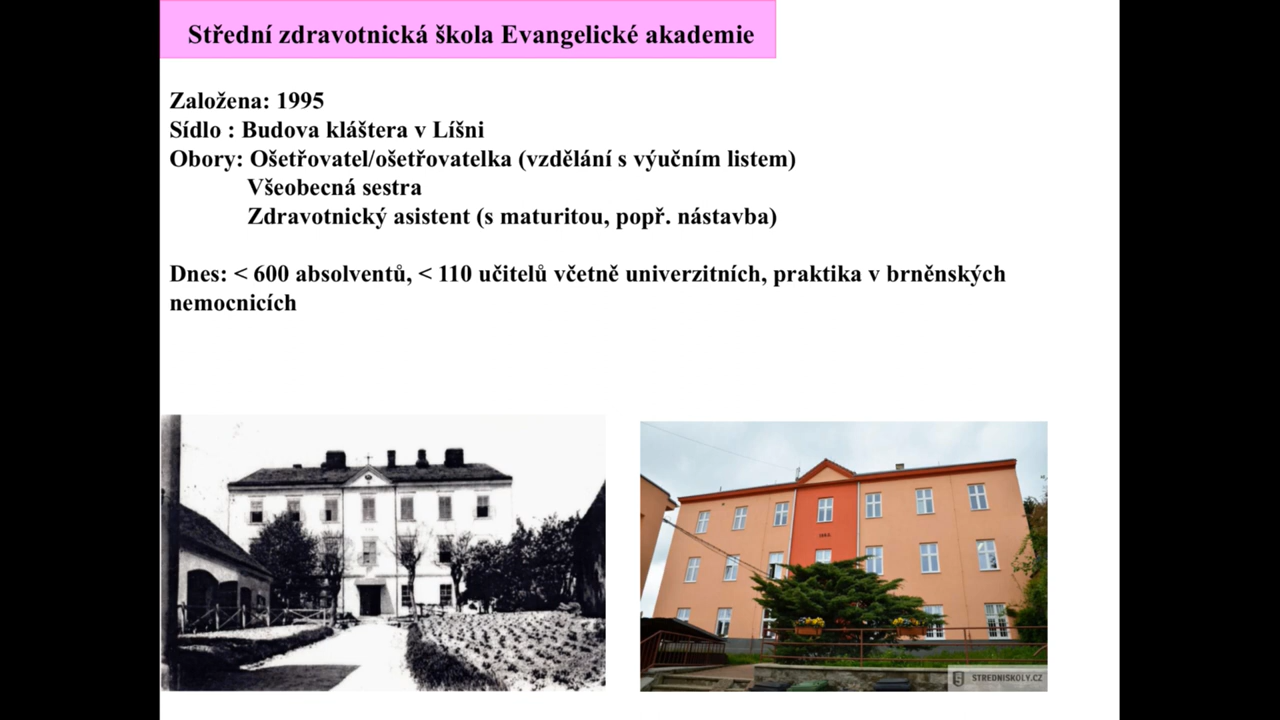 Střední zdravotnická škola Evangelické akademie
Založena: 1995
Sídlo : Budova kláštera v Líšni
Obory: Ošetřovatel/ošetřovatelka (vzdělání s výučním listem)
Všeobecná sestra
Zdravotnický asistent (s maturitou, popř. nástavba)
Dnes: < 600 absolventů, < 110 učitelů včetně univerzitních, praktika v brněnských
nemocnicích
STREDNISKOLY.CZ